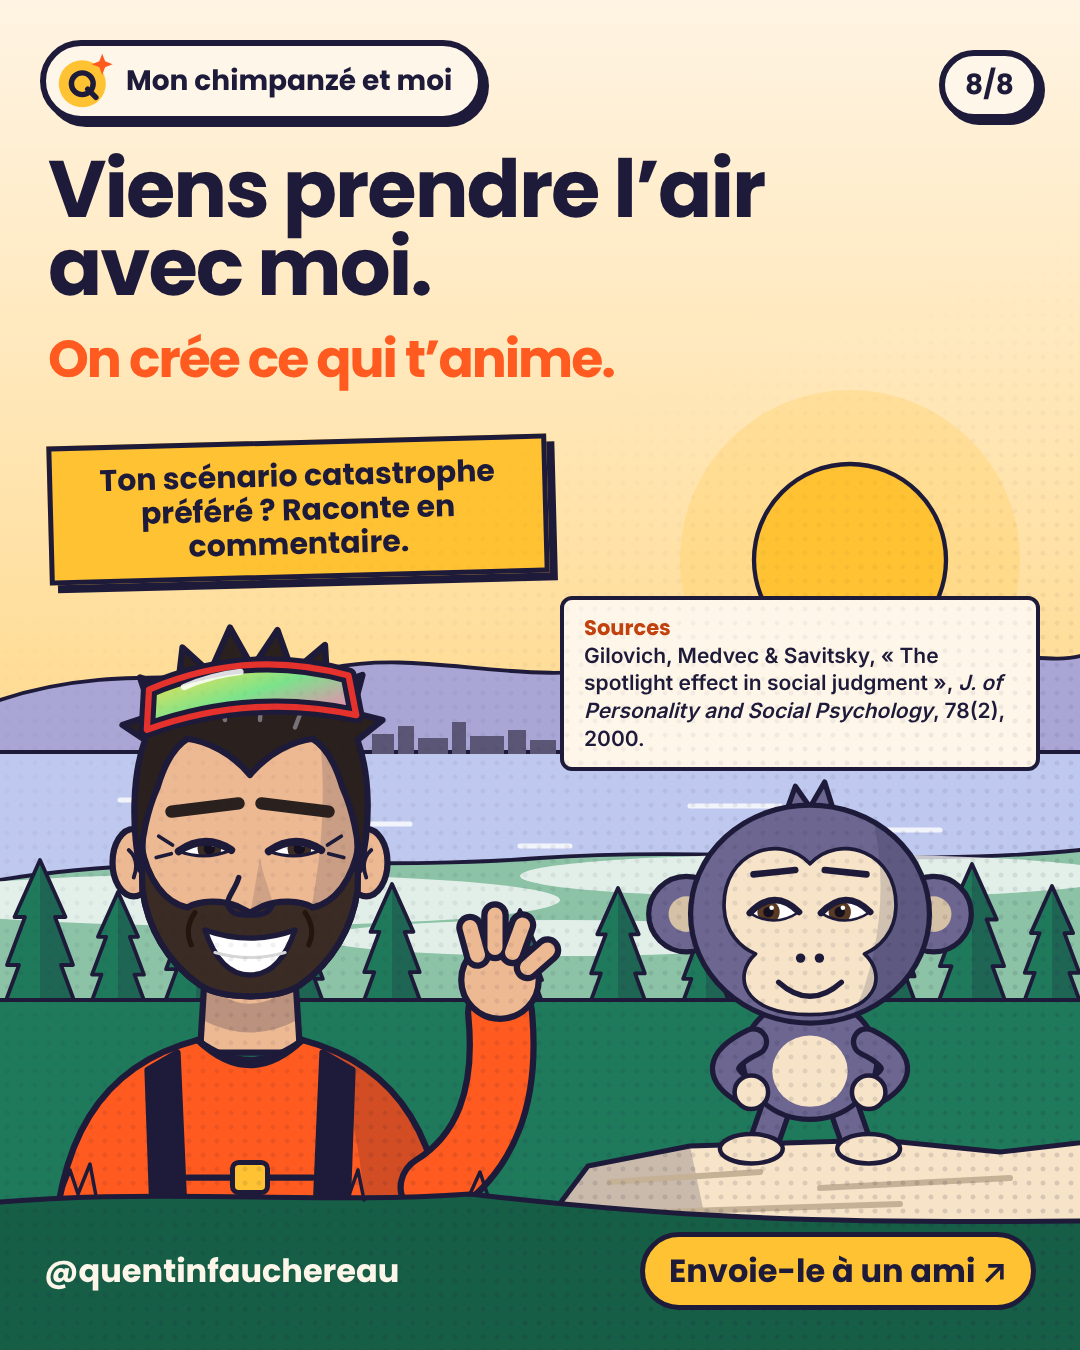 Q Mon chimpanzé et moi
8/8
Viens prendre l’air
avec moi.
On crée ce qui t’anime.
Ton scénario catastrophe
préféré ? Raconte en
commentaire.
Sources
Gilovich, Medvec & Savitsky, « The
spotlight effect in social judgment », J. of
Personality and Social Psychology, 78(2),
2000.
@quentinfauchereau
Envoie-le à un ami ↗